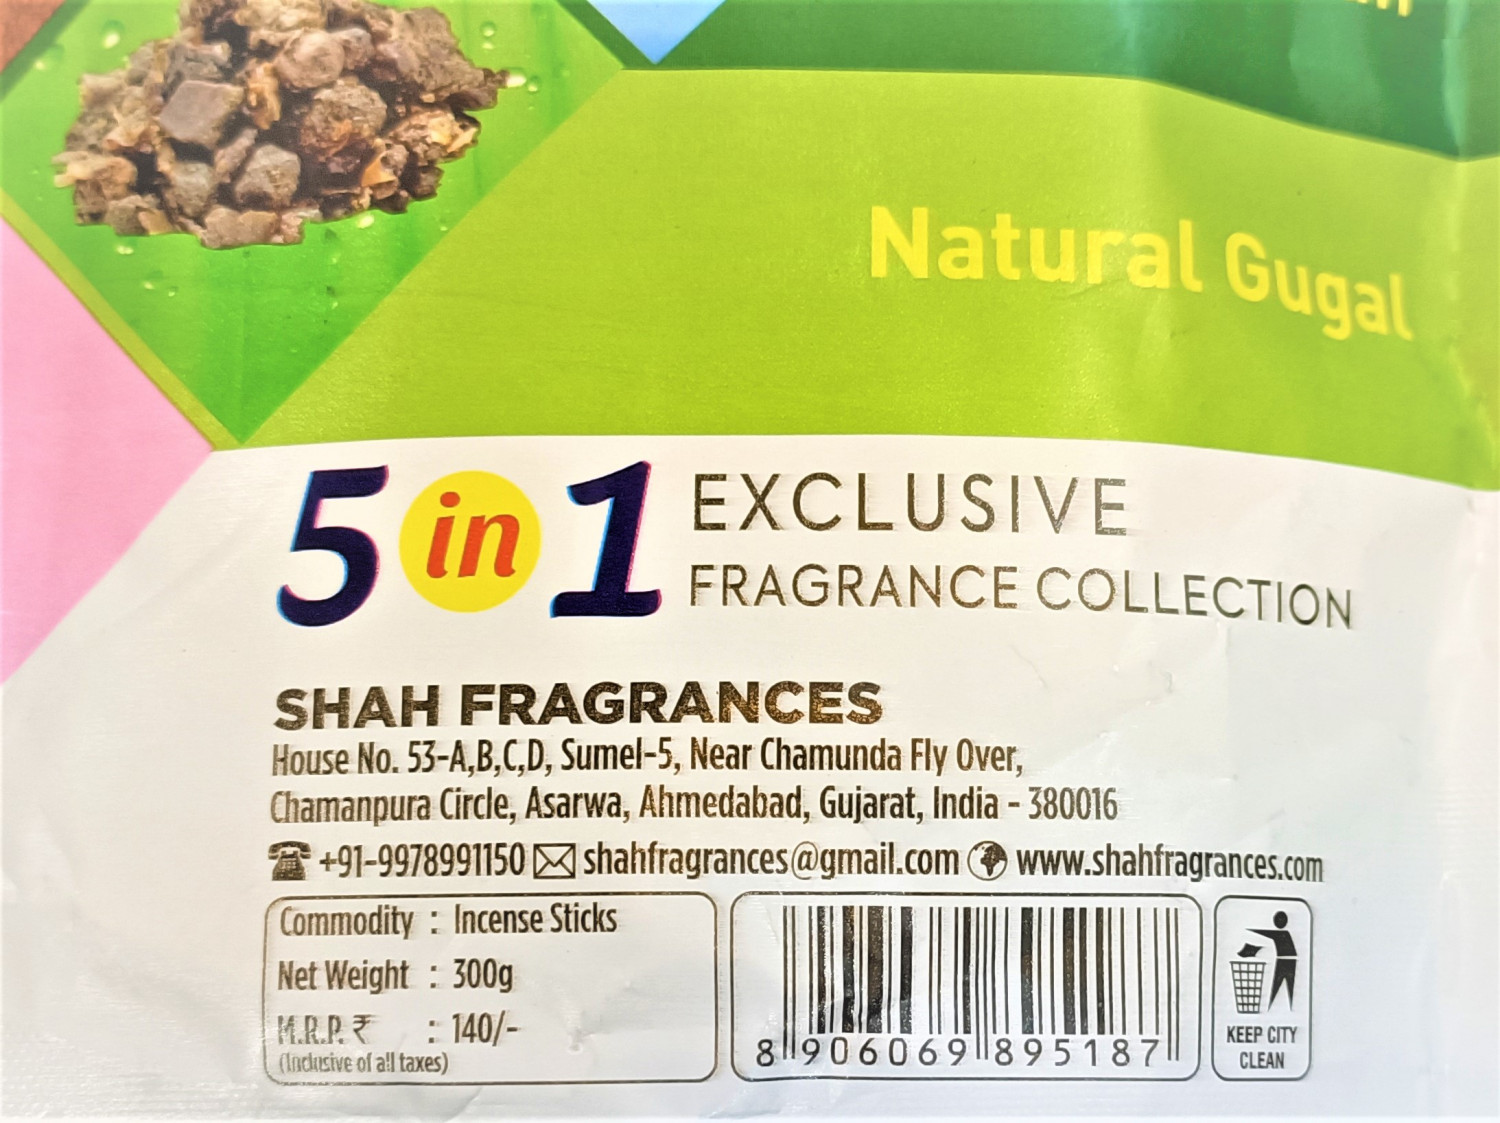 Natural Gugal
5 in 1 EXCLUSIVE
FRAGRANCE COLLECTION
SHAH FRAGRANCES
House No. 53-A,B,C,D, Sumel-5, Near Chamunda Fly Over,
Chamanpura Circle, Asarwa, Ahmedabad, Gujarat, India - 380016
+91-9978991150 shahfragrances@gmail.com www.shahfragrances.com
Commodity : Incense Sticks
Net Weight : 300g
M.R.P. ₹ : 140/-
(Inclusive of all taxes)
8 906069 895187
KEEP CITY
CLEAN